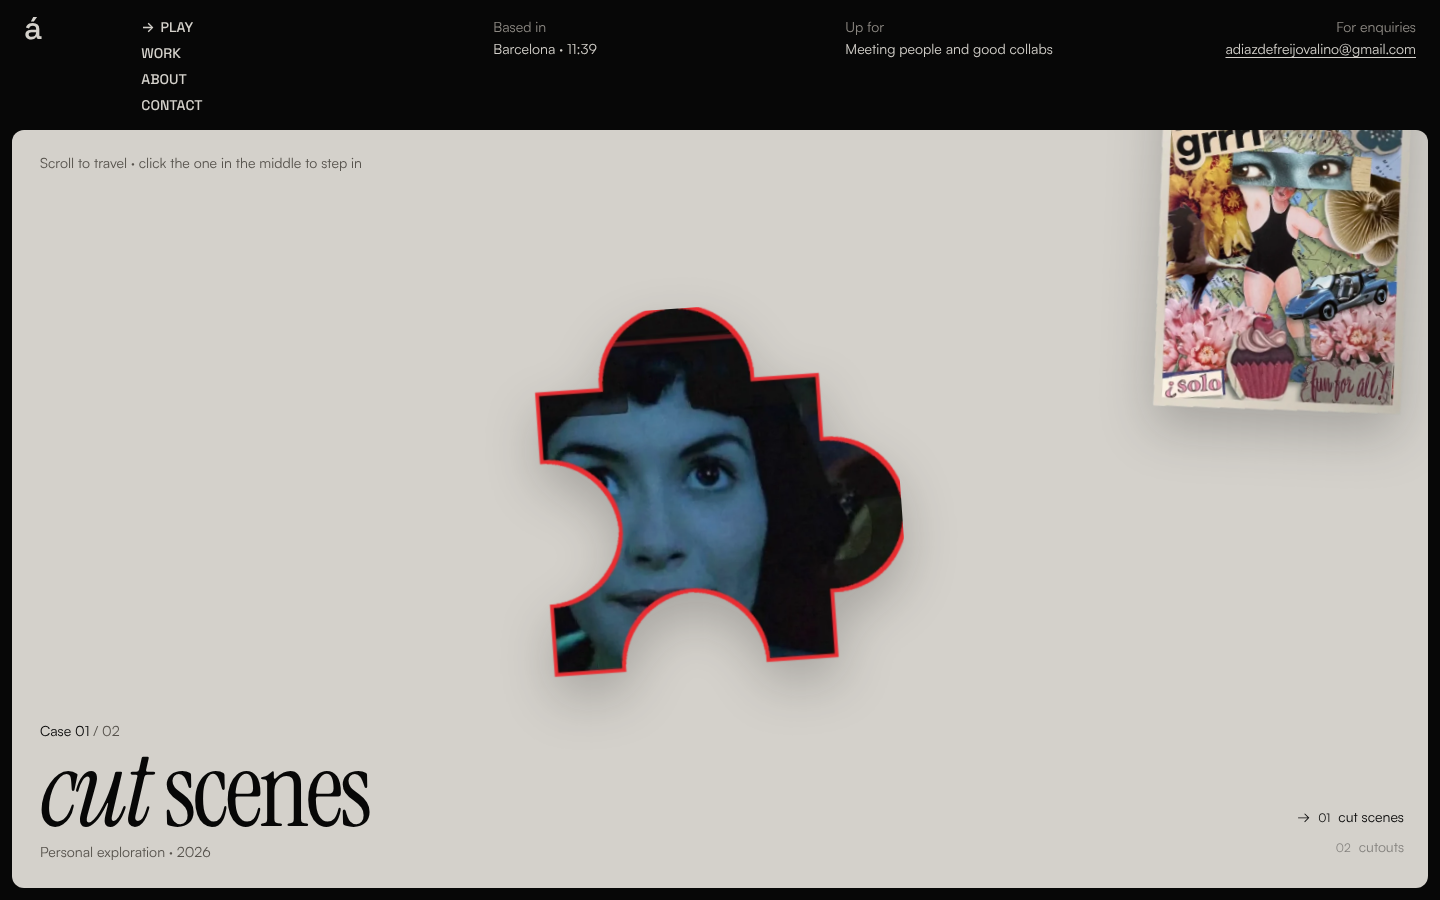 á
→ PLAY
WORK
ABOUT
CONTACT
Based in
Barcelona • 11:39
Up for
Meeting people and good collabs
For enquiries
adiazdefreijovalino@gmail.com
Scroll to travel • click the one in the middle to step in
grrrl
¿solo
fun for all?
Case 01 / 02
cut scenes
Personal exploration • 2026
→ 01 cut scenes
02 cutouts